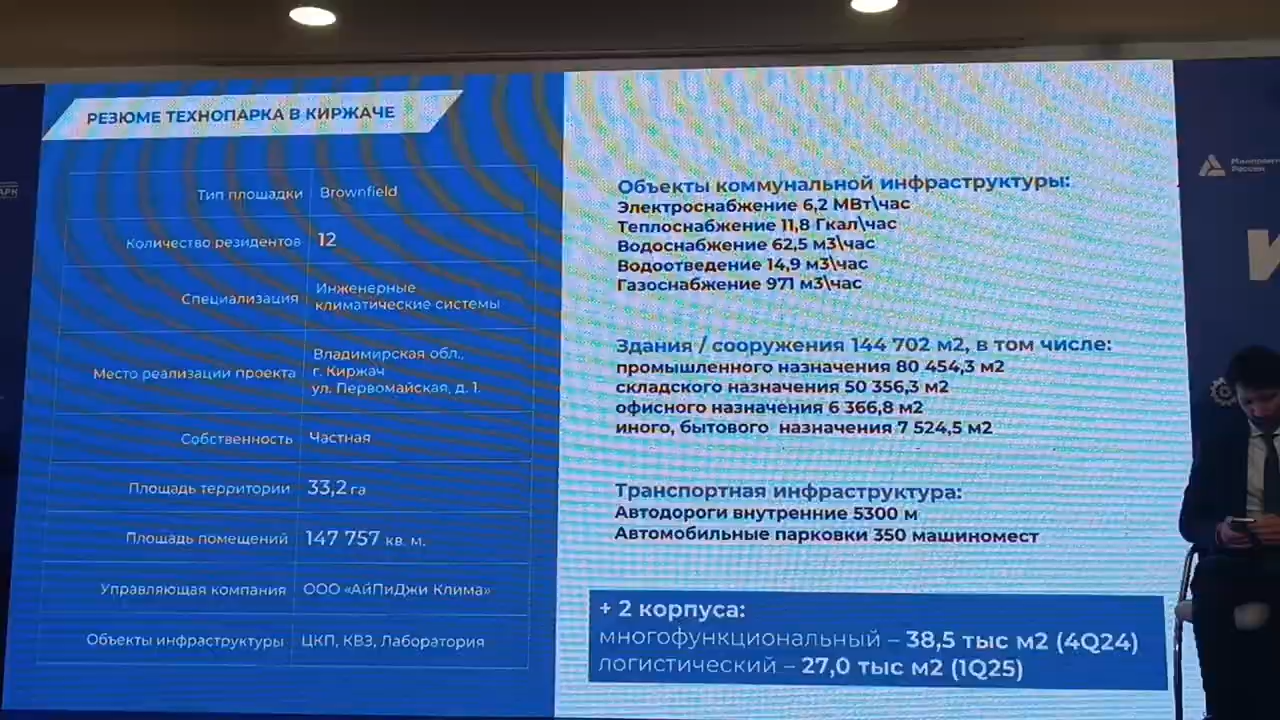 РЕЗЮМЕ ТЕХНОПАРКА В КИРЖАЧЕ
Тип площадки Brownfield
Количество резидентов 12
Специализация Инженерные
климатические системы
Место реализации проекта Владимирская обл.,
г. Киржач
ул. Первомайская, д. 1.
Собственность Частная
Площадь территории 33,2 га
Площадь помещений 147 757 кв. м.
Управляющая компания ООО «АйПиДжи Клима»
Объекты инфраструктуры ЦКП, КВЗ, Лаборатория
Объекты коммунальной инфраструктуры:
Электроснабжение 6,2 МВт\час
Теплоснабжение 11,8 Гкал\час
Водоснабжение 62,5 м3\час
Водоотведение 14,9 м3\час
Газоснабжение 971 м3\час
Здания / сооружения 144 702 м2, в том числе:
промышленного назначения 80 454,3 м2
складского назначения 50 356,3 м2
офисного назначения 6 366,8 м2
иного, бытового назначения 7 524,5 м2
Транспортная инфраструктура:
Автодороги внутренние 5300 м
Автомобильные парковки 350 машиномест
+ 2 корпуса:
многофункциональный – 38,5 тыс м2 (4Q24)
логистический – 27,0 тыс м2 (1Q25)